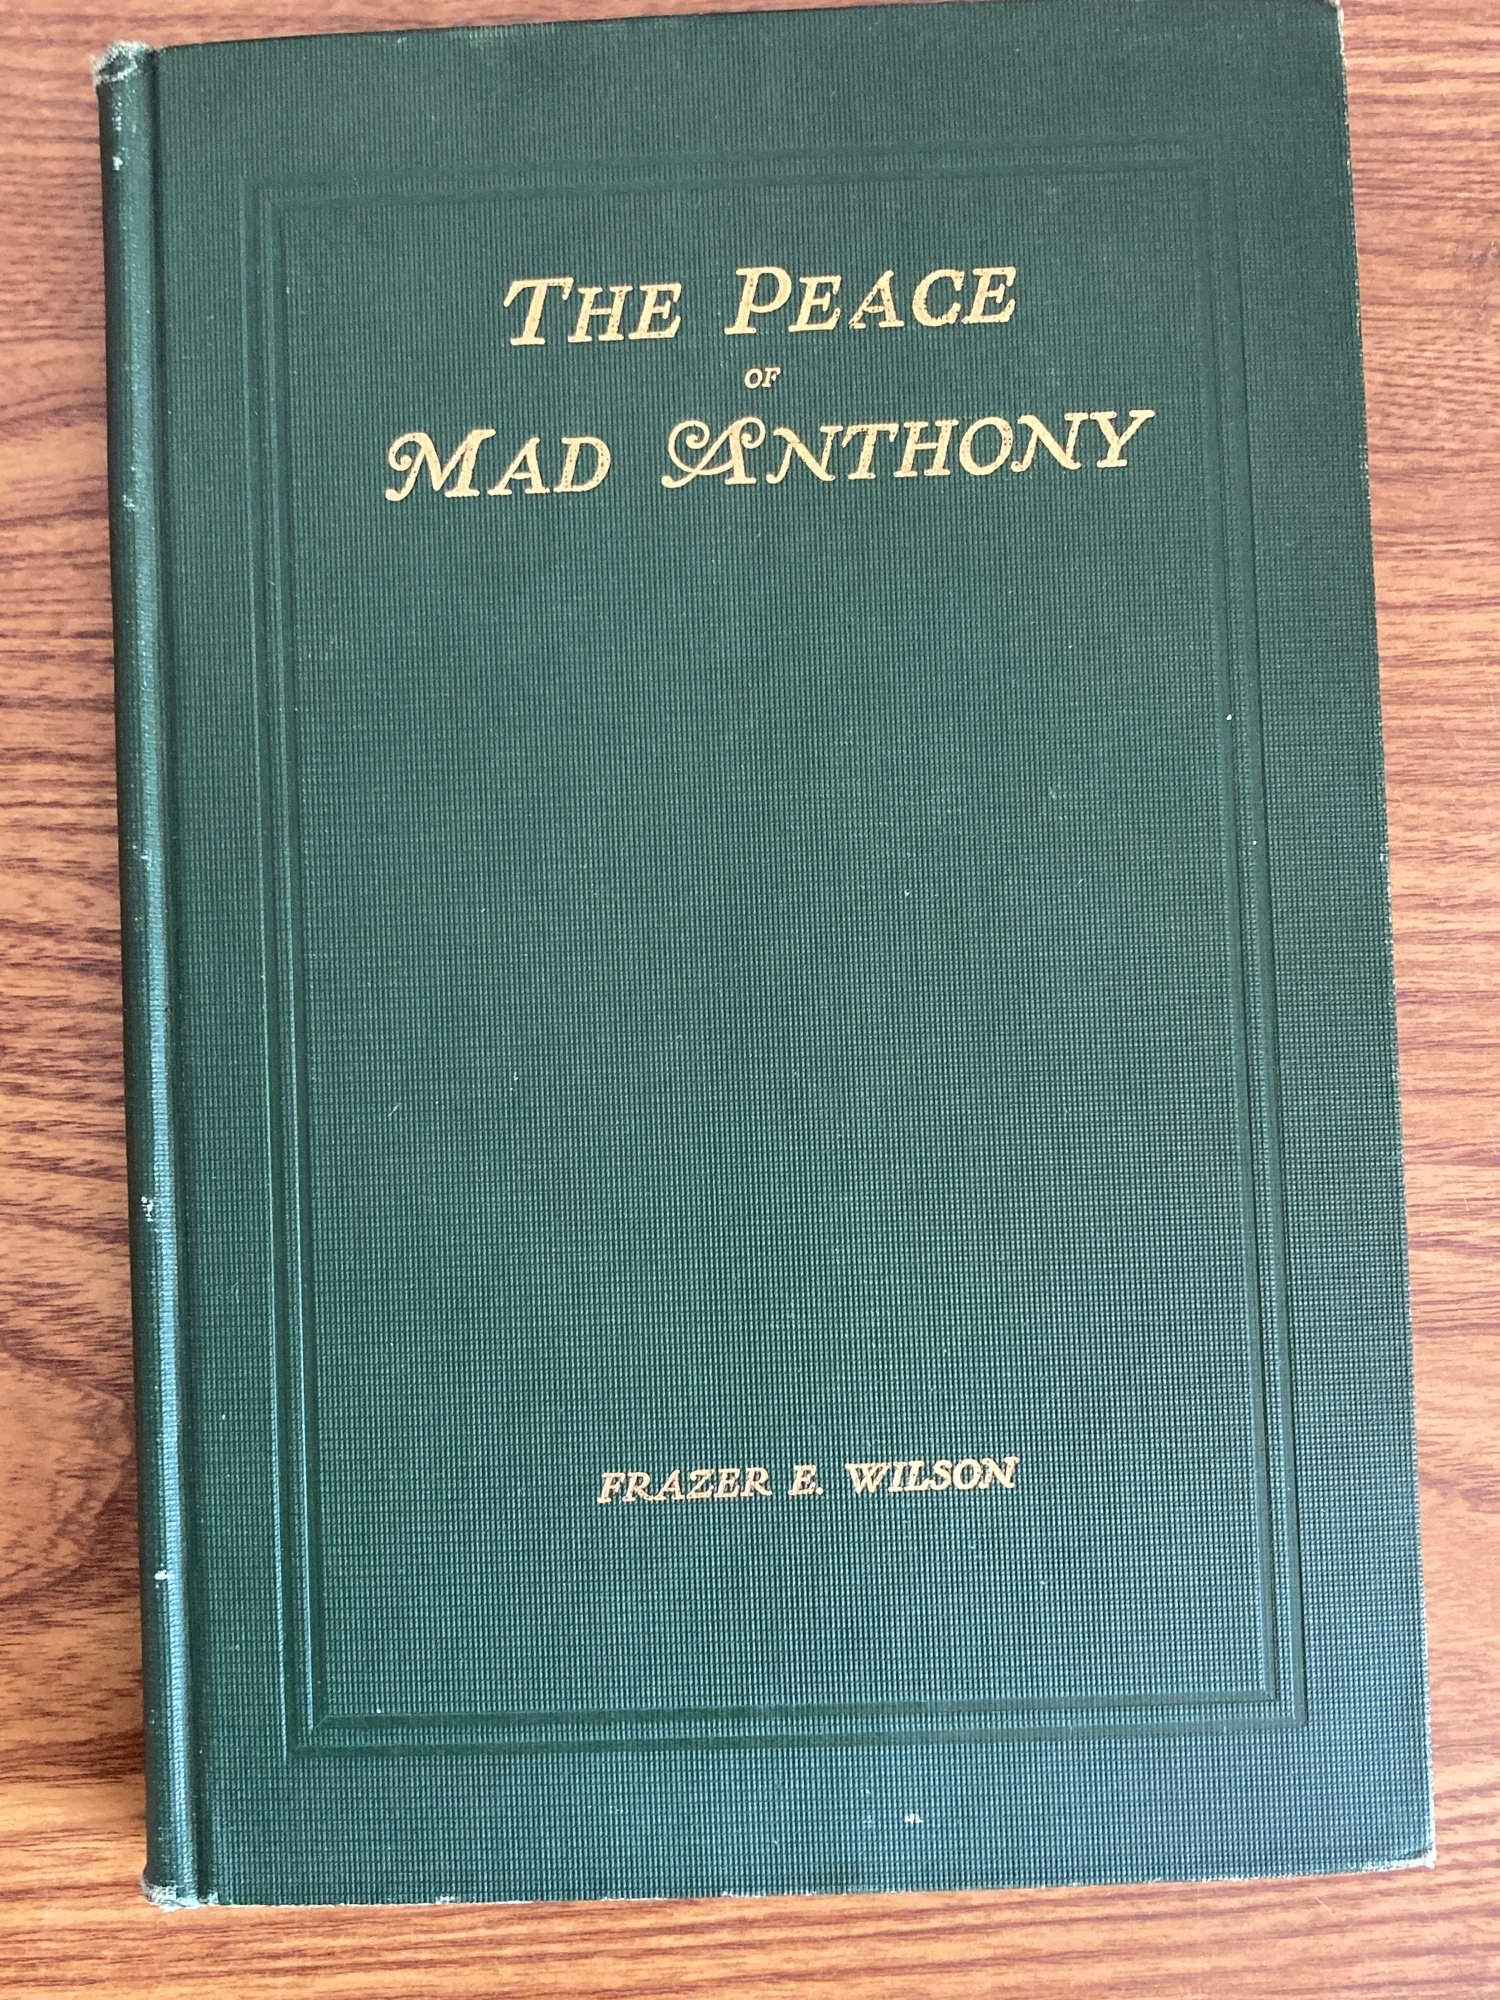 THE PEACE
OF
MAD ANTHONY
FRAZER E. WILSON